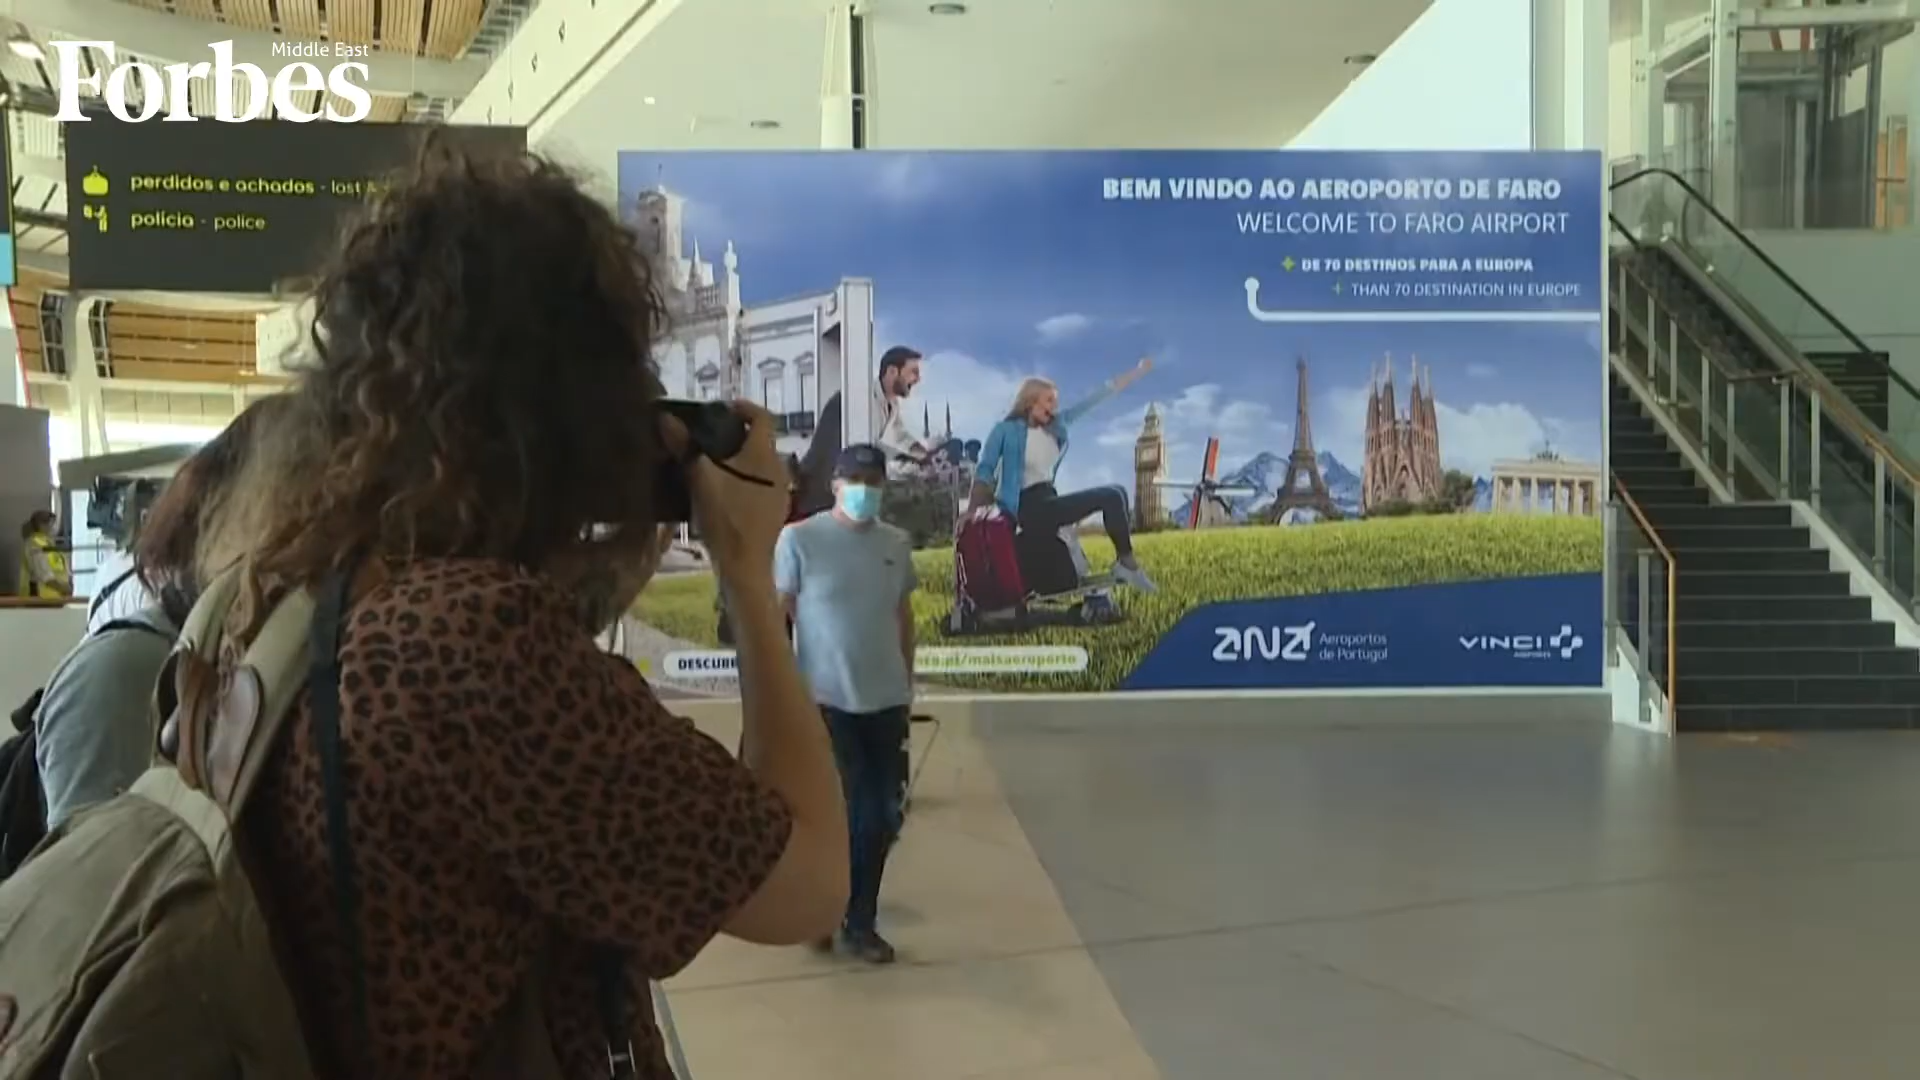 Middle East
Forbes
perdidos e achados - lost &
polícia - police
BEM VINDO AO AEROPORTO DE FARO
WELCOME TO FARO AIRPORT
+ DE 70 DESTINOS PARA A EUROPA
+ THAN 70 DESTINATION IN EUROPE
ana Aeroportos
de Portugal
VINCI
AIRPORTS
/maisaeroporto